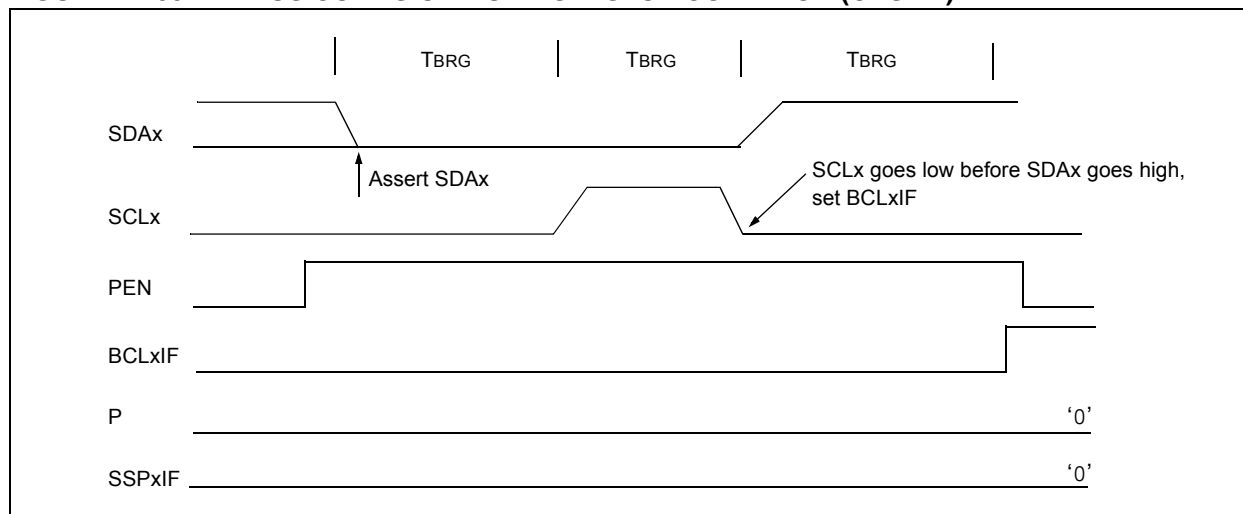 TBRG TBRG TBRG
SDAx
Assert SDAx
SCLx goes low before SDAx goes high,
set BCLxIF
SCLx
PEN
BCLxIF
P '0'
SSPxIF '0'